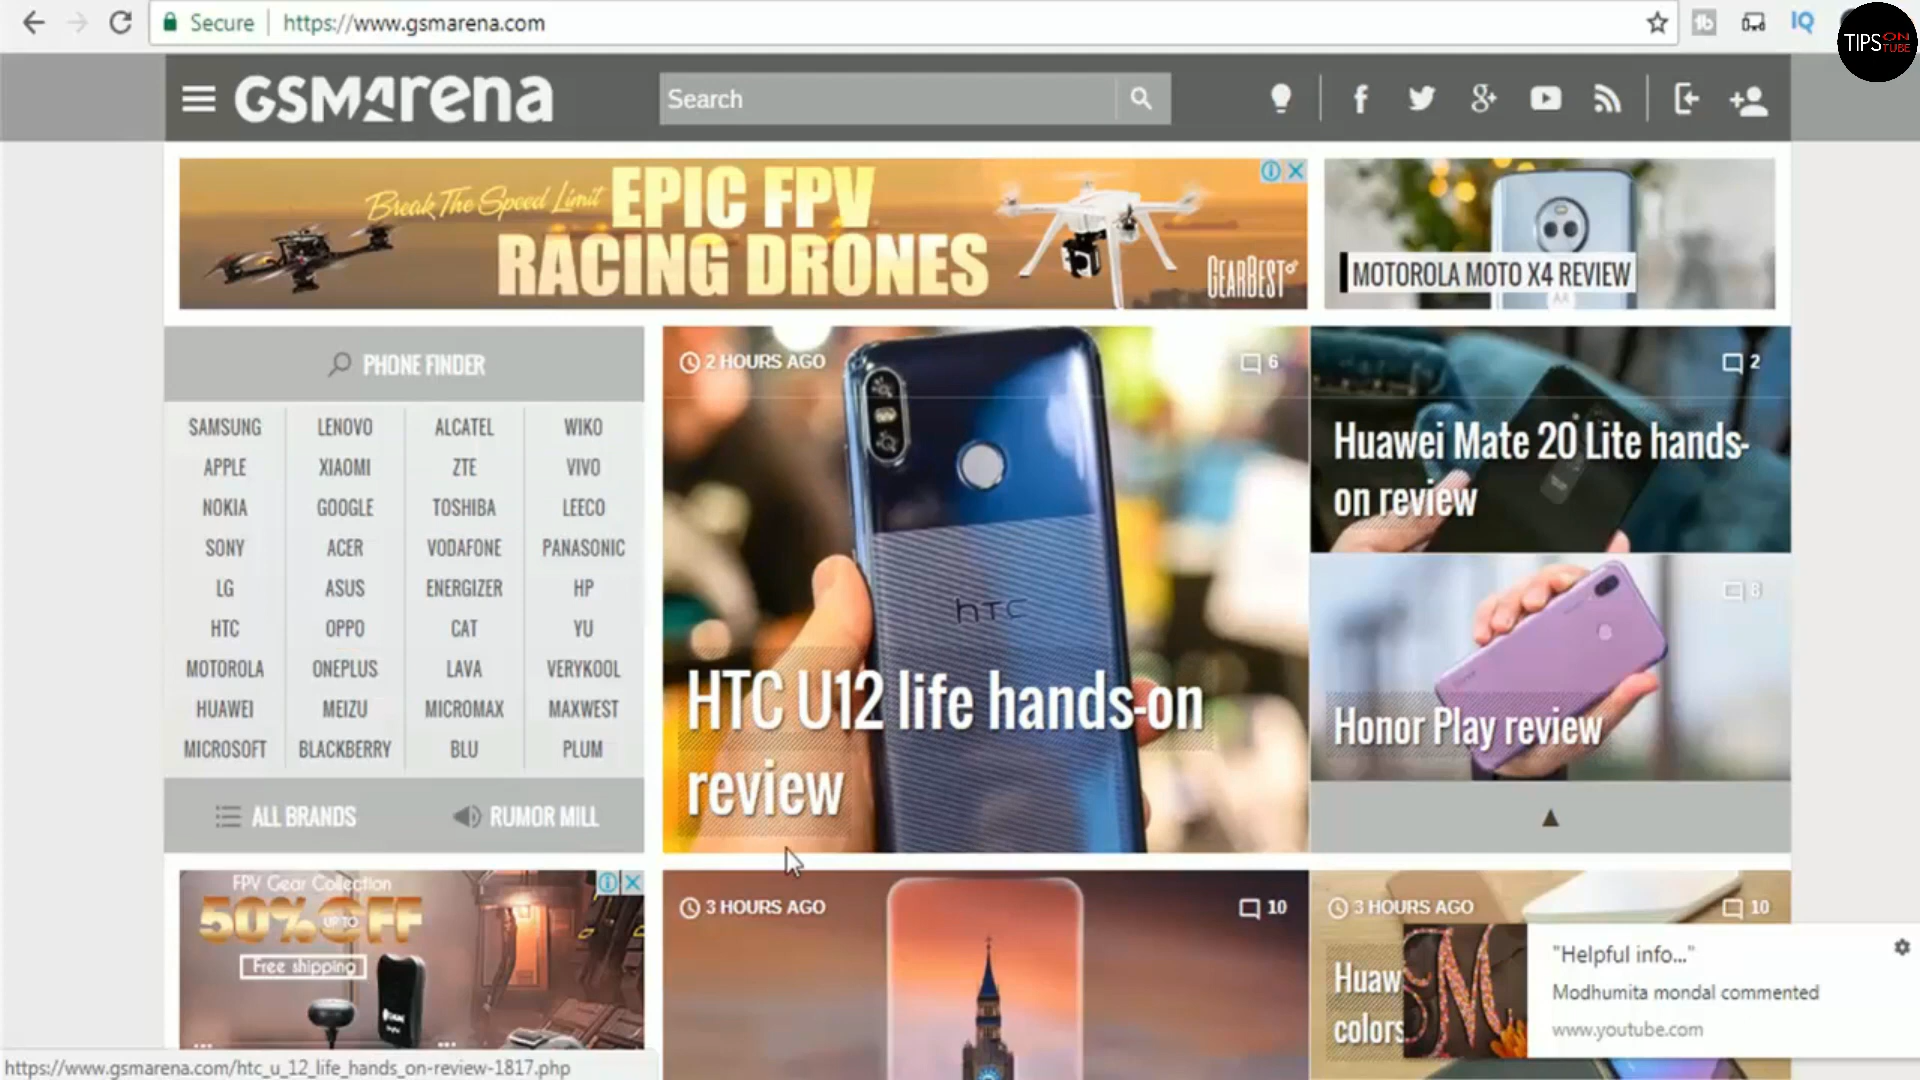 Secure https://www.gsmarena.com
IQ
TIPS ON TUBE
GSMArena
Search
Break The Speed Limit
EPIC FPV
RACING DRONES
GEARBEST
MOTOROLA MOTO X4 REVIEW
PHONE FINDER
SAMSUNG LENOVO ALCATEL WIKO
APPLE XIAOMI ZTE VIVO
NOKIA GOOGLE TOSHIBA LEECO
SONY ACER VODAFONE PANASONIC
LG ASUS ENERGIZER HP
HTC OPPO CAT YU
MOTOROLA ONEPLUS LAVA VERYKOOL
HUAWEI MEIZU MICROMAX MAXWEST
MICROSOFT BLACKBERRY BLU PLUM
ALL BRANDS RUMOR MILL
2 HOURS AGO 6
hTC
HTC U12 life hands-on
review
2
Huawei Mate 20 Lite hands-
on review
8
Honor Play review
FPV Gear Collection
50% UP TO OFF
Free shipping
3 HOURS AGO 10
3 HOURS AGO 10
Huaw
colors
"Helpful info..."
Modhumita mondal commented
www.youtube.com
https://www.gsmarena.com/htc_u_12_life_hands_on-review-1817.php